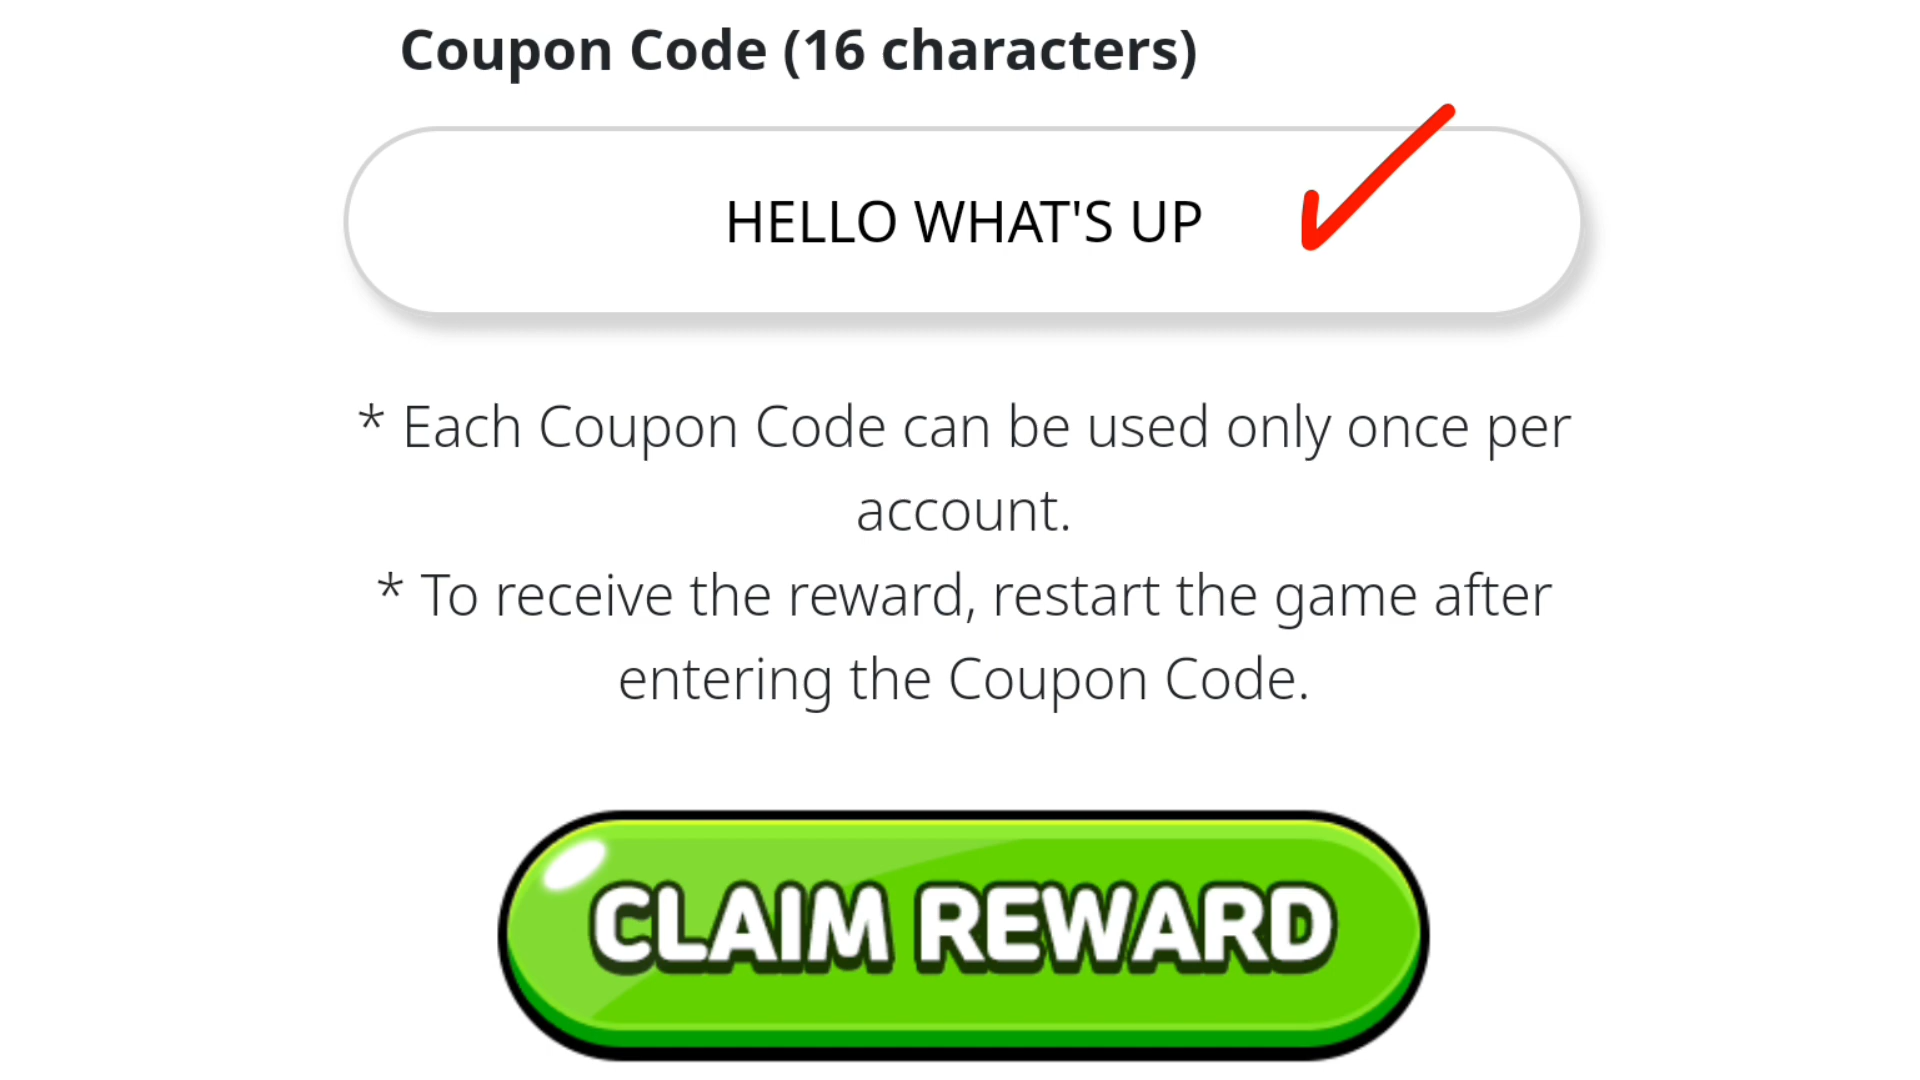 Coupon Code (16 characters)
HELLO WHAT'S UP
* Each Coupon Code can be used only once per
account.
* To receive the reward, restart the game after
entering the Coupon Code.
CLAIM REWARD